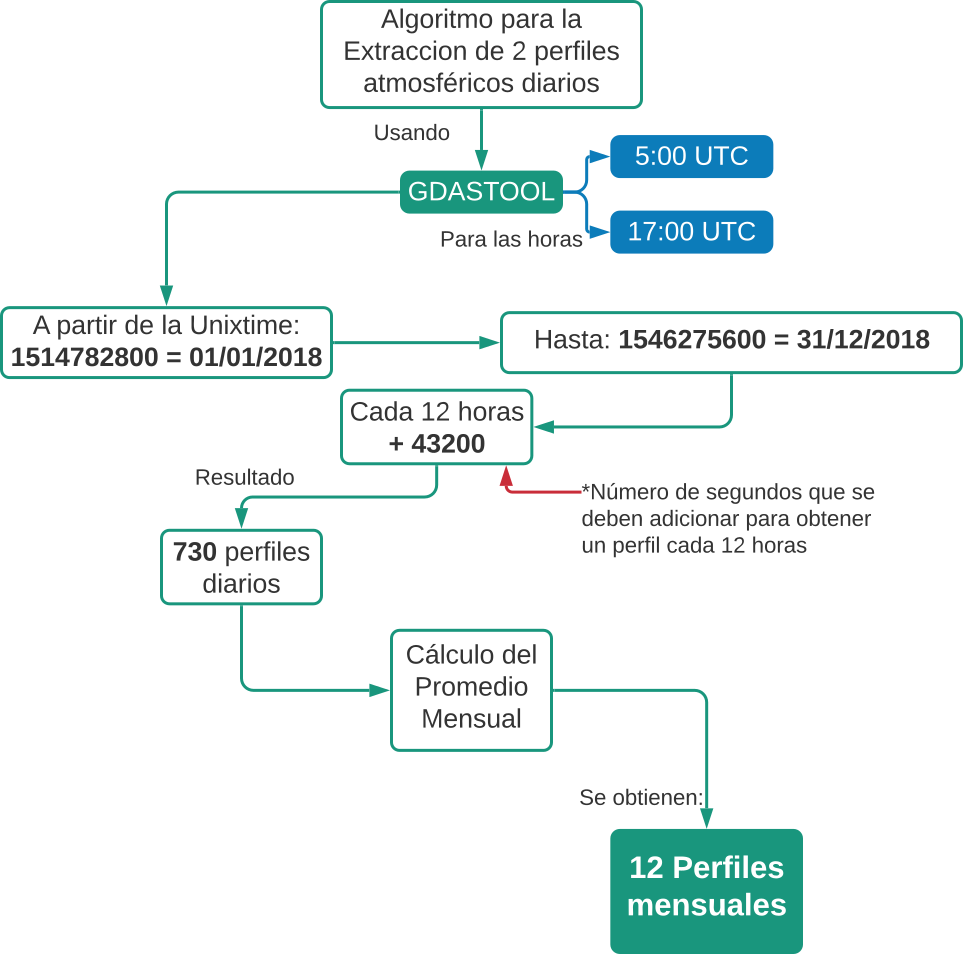 Algoritmo para la
Extraccion de 2 perfiles
atmosféricos diarios
Usando
GDASTOOL
5:00 UTC
17:00 UTC
Para las horas
A partir de la Unixtime:
1514782800 = 01/01/2018
Hasta: 1546275600 = 31/12/2018
Cada 12 horas
+ 43200
Resultado
*Número de segundos que se
deben adicionar para obtener
un perfil cada 12 horas
730 perfiles
diarios
Cálculo del
Promedio
Mensual
Se obtienen:
12 Perfiles
mensuales